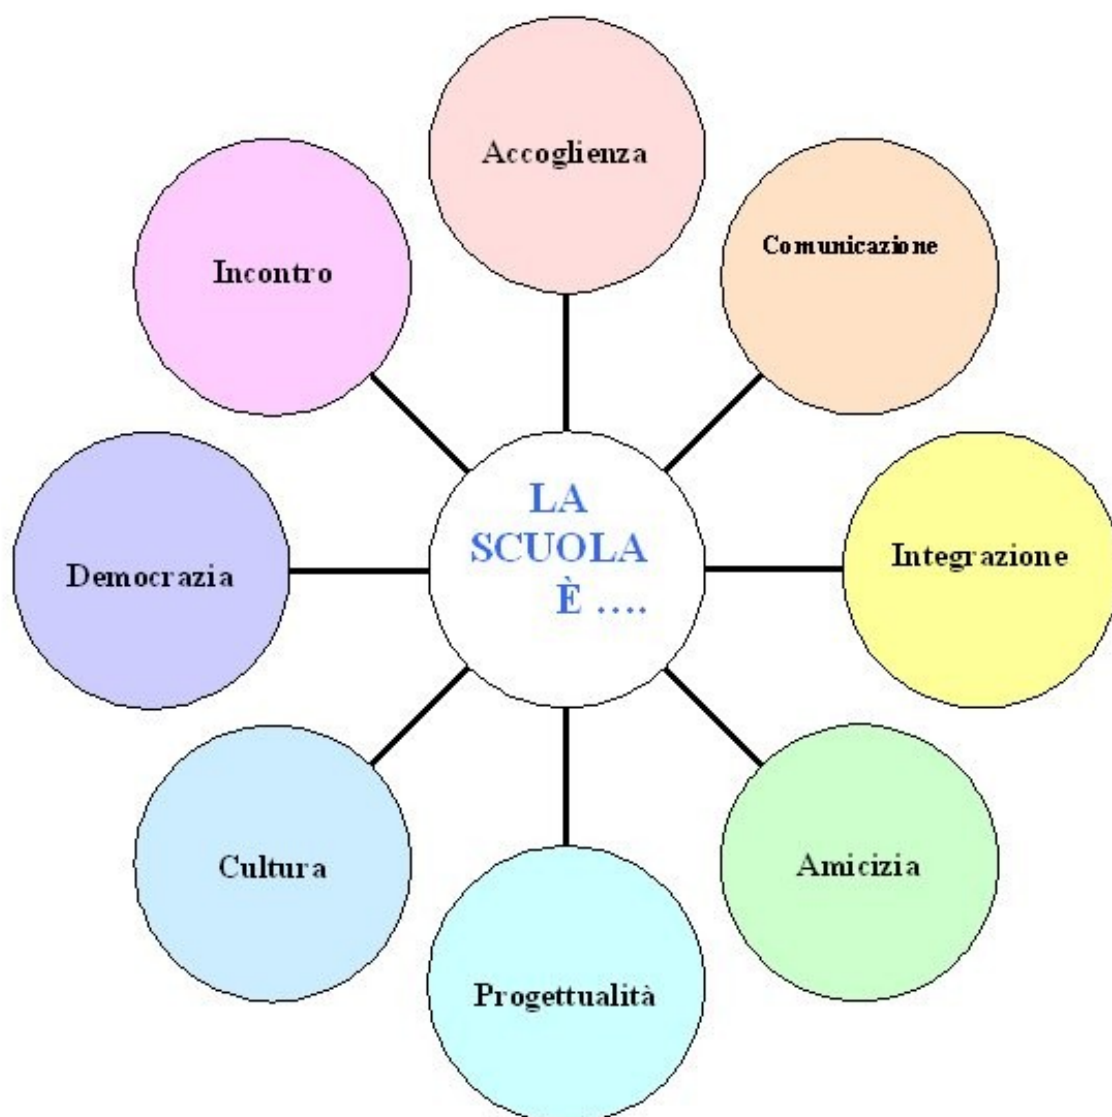 Accoglienza
Comunicazione
Incontro
LA
SCUOLA
È ....
Integrazione
Democrazia
Amicizia
Cultura
Progettualità